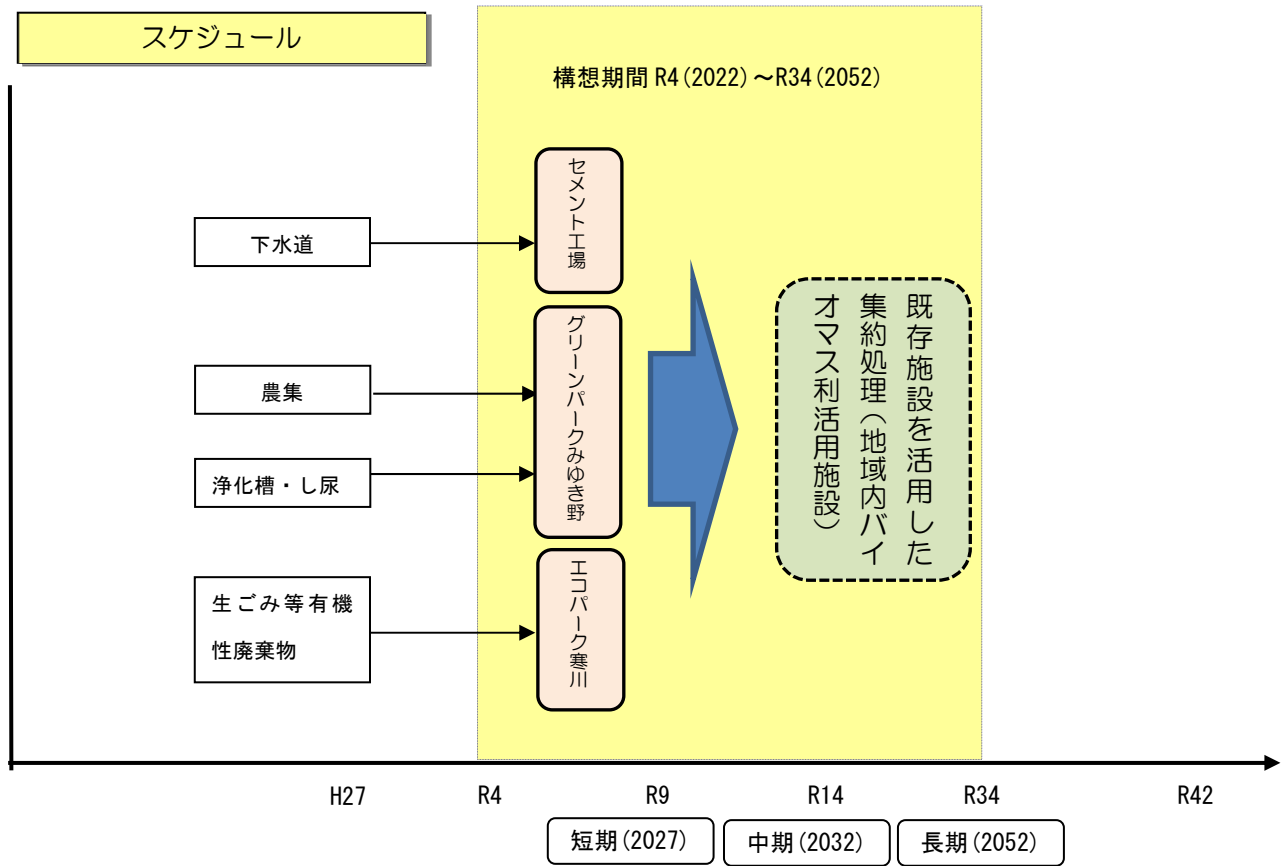 スケジュール
構想期間 R4(2022)～R34(2052)
下水道
農集
浄化槽・し尿
生ごみ等有機
性廃棄物
セメント工場
グリーンパークみゆき野
エコパーク寒川
既存施設を活用した
集約処理（地域内バイ
オマス利活用施設）
H27 R4 R9 R14 R34 R42
短期(2027) 中期(2032) 長期(2052)